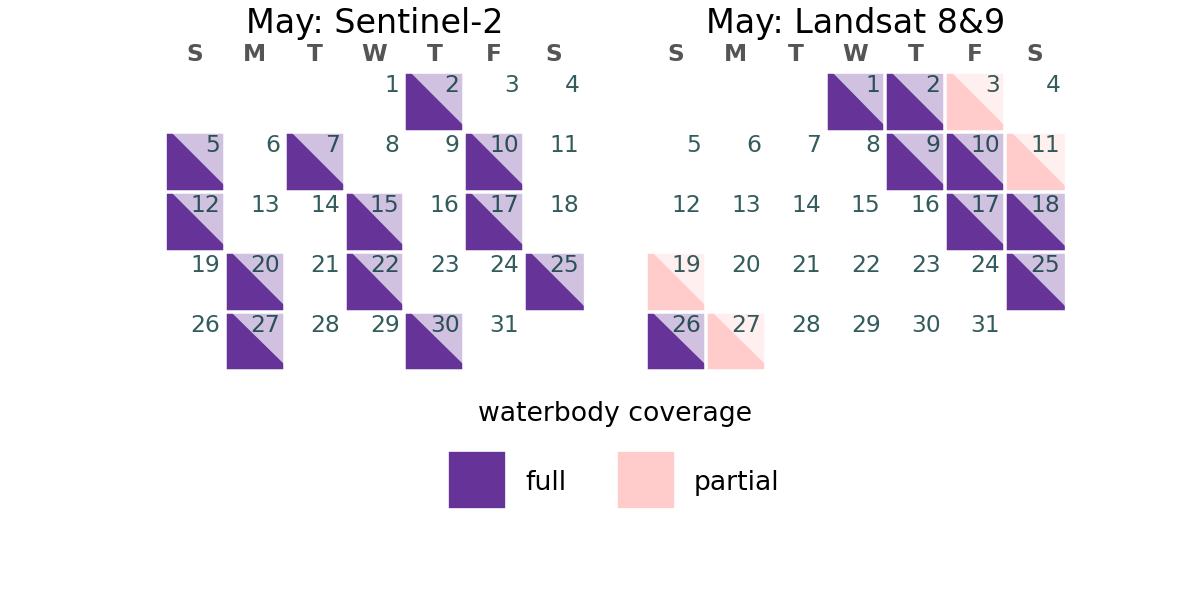 May: Sentinel-2
S M T W T F S
1 2 3 4
5 6 7 8 9 10 11
12 13 14 15 16 17 18
19 20 21 22 23 24 25
26 27 28 29 30 31
May: Landsat 8&9
S M T W T F S
1 2 3 4
5 6 7 8 9 10 11
12 13 14 15 16 17 18
19 20 21 22 23 24 25
26 27 28 29 30 31
waterbody coverage
full
partial